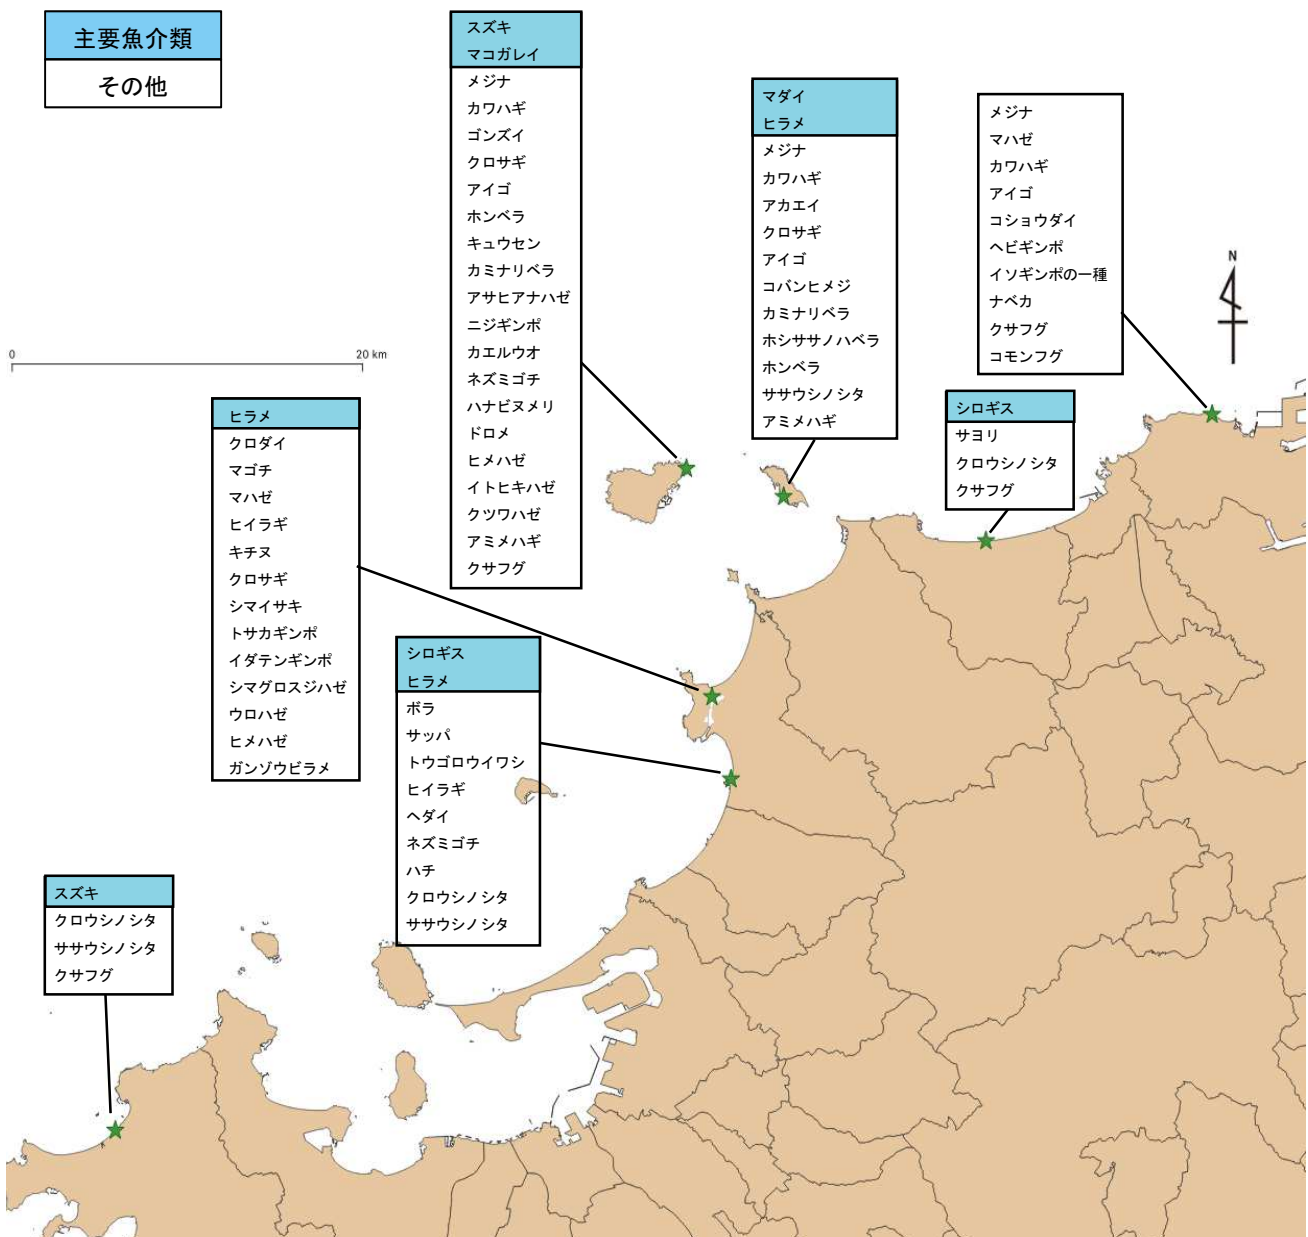 主要魚介類
その他
スズキ
マコガレイ
メジナ
カワハギ
ゴンズイ
クロサギ
アイゴ
ホンベラ
キュウセン
カミナリベラ
アサヒアナハゼ
ニジギンポ
カエルウオ
ネズミゴチ
ハナビヌメリ
ドロメ
ヒメハゼ
イトヒキハゼ
クツワハゼ
アミメハギ
クサフグ
マダイ
ヒラメ
メジナ
カワハギ
アカエイ
クロサギ
アイゴ
コバンヒメジ
カミナリベラ
ホシササノハベラ
ホンベラ
ササウシノシタ
アミメハギ
メジナ
マハゼ
カワハギ
アイゴ
コショウダイ
ヘビギンポ
イソギンポの一種
ナベカ
クサフグ
コモンフグ
N
0 20 km
シロギス
サヨリ
クロウシノシタ
クサフグ
ヒラメ
クロダイ
マゴチ
マハゼ
ヒイラギ
キチヌ
クロサギ
シマイサキ
トサカギンポ
イダテンギンポ
シマグロスジハゼ
ウロハゼ
ヒメハゼ
ガンゾウビラメ
シロギス
ヒラメ
ボラ
サッパ
トウゴロウイワシ
ヒイラギ
ヘダイ
ネズミゴチ
ハチ
クロウシノシタ
ササウシノシタ
スズキ
クロウシノシタ
ササウシノシタ
クサフグ